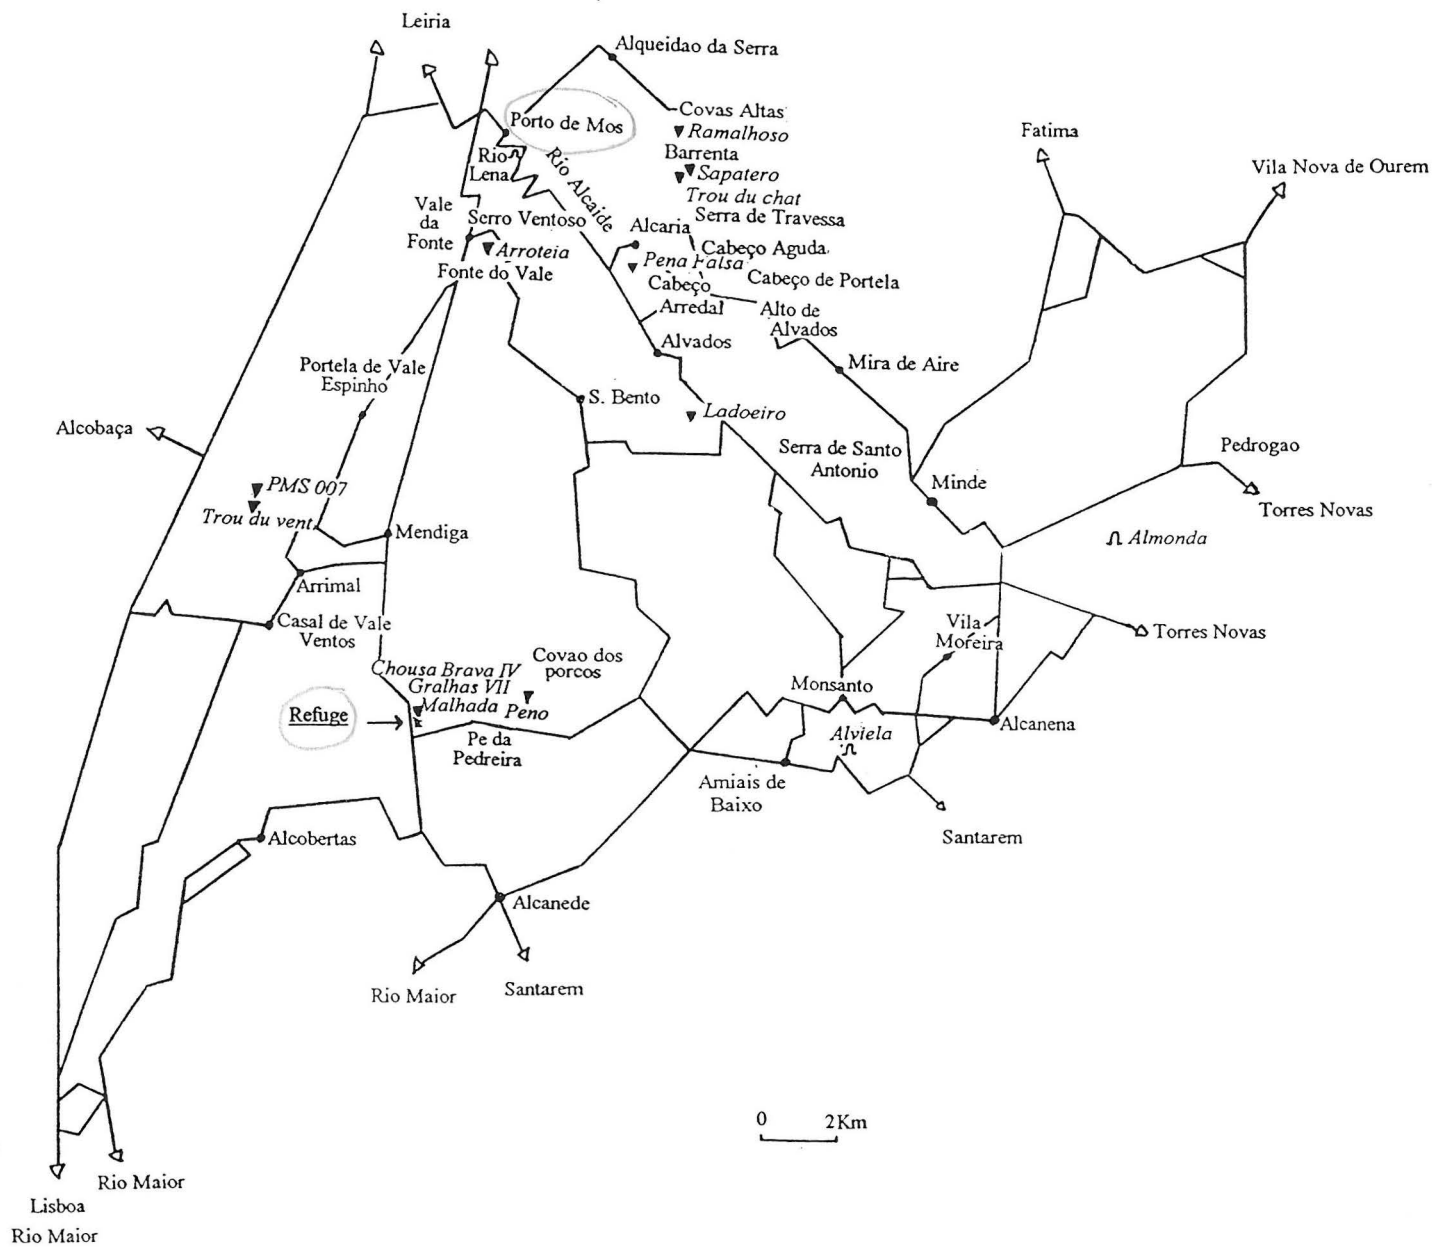 Leiria
Alqueidao da Serra
Covas Altas
Porto de Mos
Ramalhoso
Fatima
Barrenta
Rio
Lena
Rio Alcaide
Sapatero
Vila Nova de Ourem
Trou du chat
Vale
da
Fonte
Serro Ventoso
Serra de Travessa
Alcaria
Arroteia
Cabeço Aguda
Pena Falsa
Fonte do Vale
Cabeço
Cabeço de Portela
Arredal
Alto de
Alvados
Alvados
Portela de Vale
Espinho
Mira de Aire
S. Bento
Ladoeiro
Alcobaça
Serra de Santo
Antonio
Pedrogao
PMS 007
Minde
Trou du vent
Torres Novas
Mendiga
Almonda
Arrimal
Casal de Vale
Ventos
Vila
Moreira
Torres Novas
Covao dos
porcos
Chousa Brava IV
Gralhas VII
Malhada
Peno
Monsanto
Refuge
Alcanena
Pe da
Pedreira
Alviela
Amiais de
Baixo
Alcobertas
Santarem
Alcanede
Rio Maior
Santarem
0 2Km
Rio Maior
Lisboa
Rio Maior